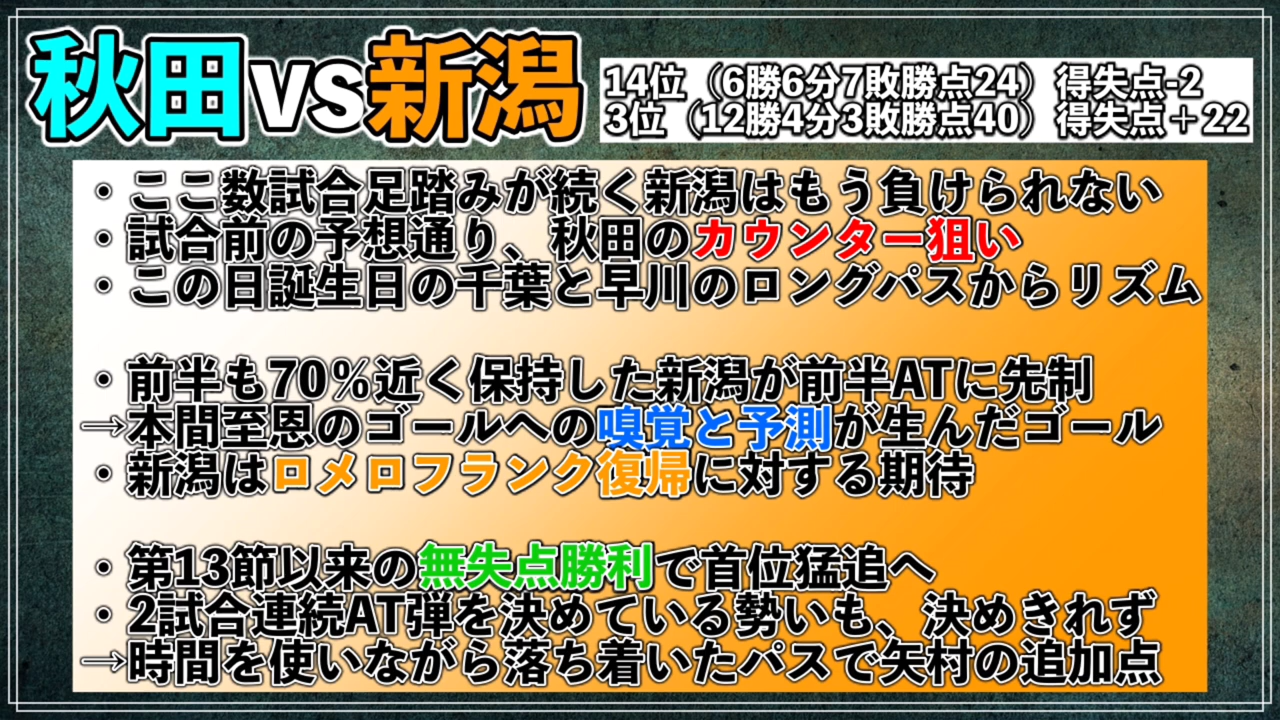 秋田vs新潟
14位（6勝6分7敗勝点24）得失点-2
3位（12勝4分3敗勝点40）得失点＋22
・ここ数試合足踏みが続く新潟はもう負けられない
・試合前の予想通り、秋田のカウンター狙い
・この日誕生日の千葉と早川のロングパスからリズム
・前半も70％近く保持した新潟が前半ATに先制
→本間至恩のゴールへの嗅覚と予測が生んだゴール
・新潟はロメロフランク復帰に対する期待
・第13節以来の無失点勝利で首位猛追へ
・2試合連続AT弾を決めている勢いも、決めきれず
→時間を使いながら落ち着いたパスで矢村の追加点